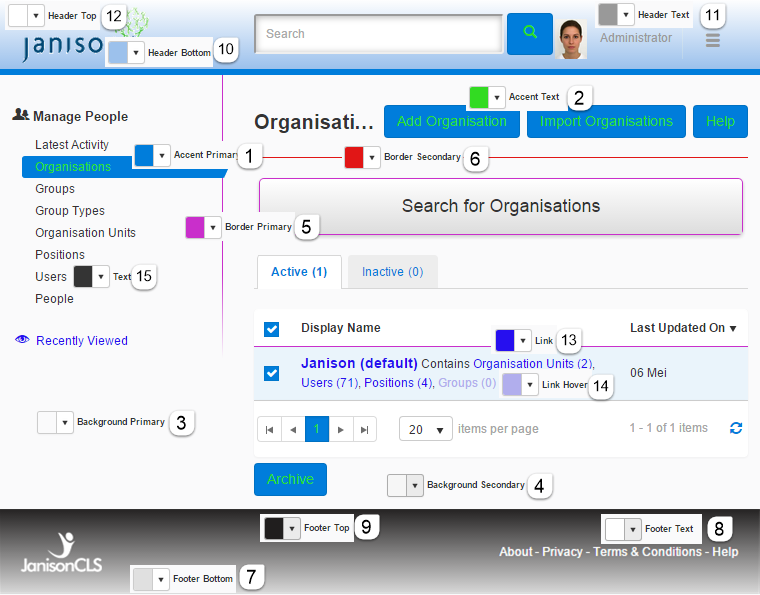 Header Top 12
Header Text 11
janiso
Header Bottom 10
Search
Administrator
Accent Text 2
Manage People
Organisati...
Add Organisation
Import Organisations
Help
Latest Activity
Accent Primary 1
Border Secondary 6
Organisations
Groups
Group Types
Search for Organisations
Organisation Units
Border Primary 5
Positions
Users
Text 15
People
Active (1)
Inactive (0)
Display Name
Last Updated On
Recently Viewed
Link 13
Janison (default) Contains Organisation Units (2),
Users (71), Positions (4), Groups (0)
06 Mei
Link Hover 14
Background Primary 3
1
20
items per page
1 - 1 of 1 items
Archive
Background Secondary 4
Footer Top 9
Footer Text 8
About - Privacy - Terms & Conditions - Help
JanisonCLS
Footer Bottom 7